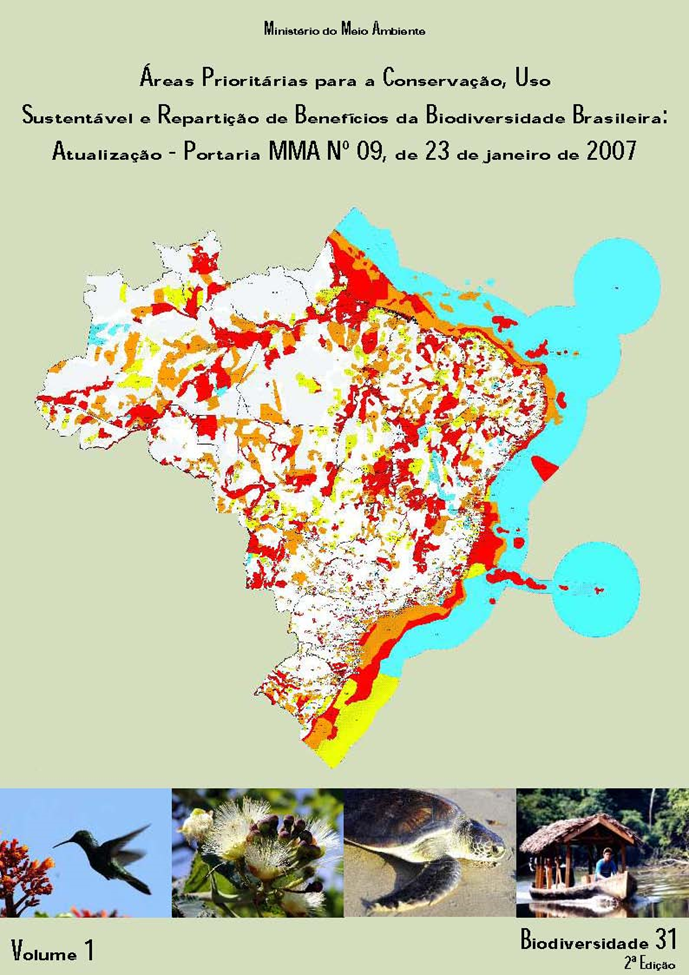 Ministério do Meio Ambiente
Áreas Prioritárias para a Conservação, Uso
Sustentável e Repartição de Benefícios da Biodiversidade Brasileira:
Atualização - Portaria MMA Nº 09, de 23 de janeiro de 2007
Volume 1
Biodiversidade 31
2ª Edição